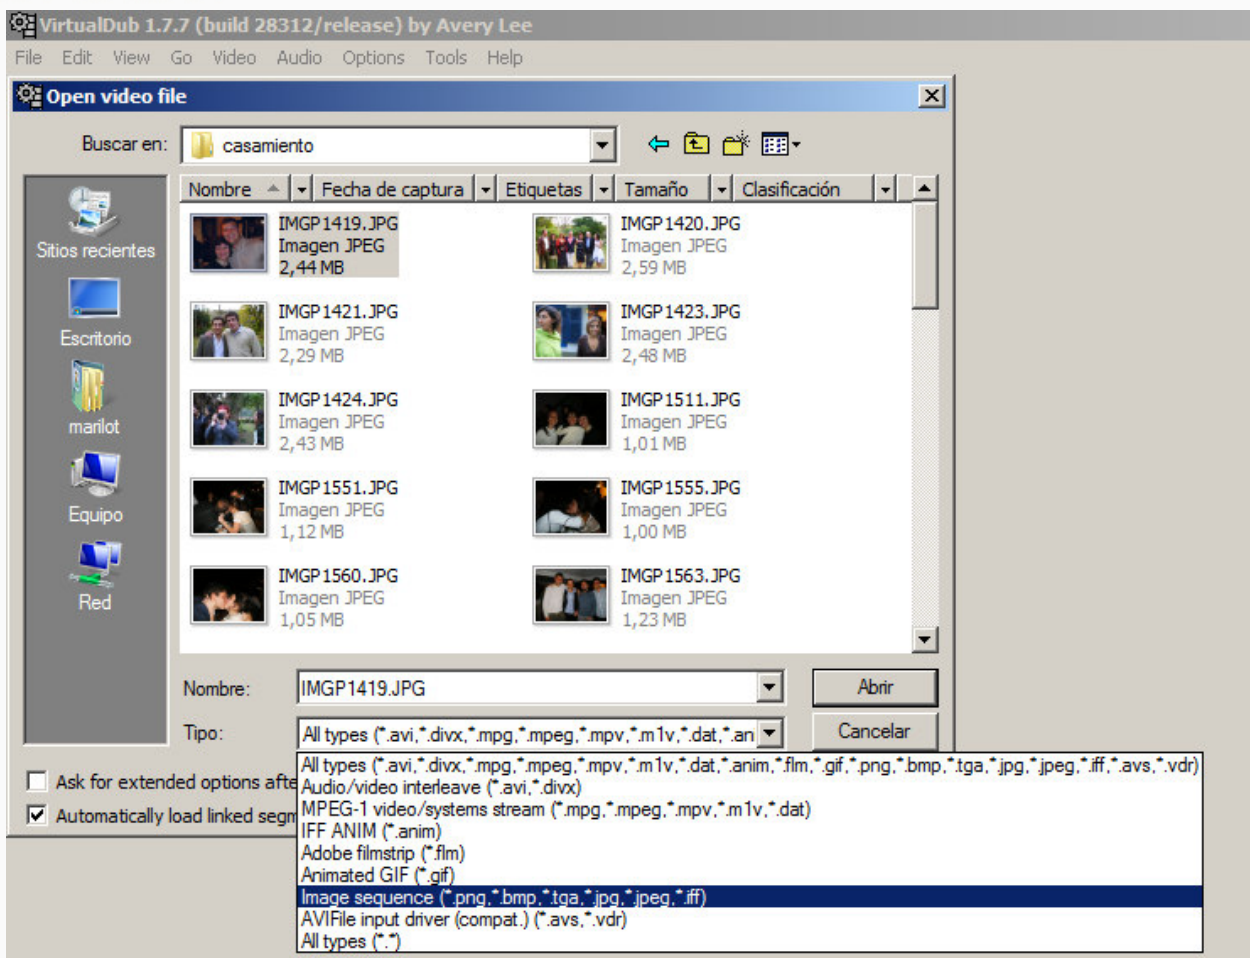 VirtualDub 1.7.7 (build 28312/release) by Avery Lee
File Edit View Go Video Audio Options Tools Help
Open video file
Buscar en: casamiento
Nombre Fecha de captura Etiquetas Tamaño Clasificación
Sitios recientes
Escritorio
marilot
Equipo
Red
IMGP1419.JPG
Imagen JPEG
2,44 MB
IMGP1420.JPG
Imagen JPEG
2,59 MB
IMGP1421.JPG
Imagen JPEG
2,29 MB
IMGP1423.JPG
Imagen JPEG
2,48 MB
IMGP1424.JPG
Imagen JPEG
2,43 MB
IMGP1511.JPG
Imagen JPEG
1,01 MB
IMGP1551.JPG
Imagen JPEG
1,12 MB
IMGP1555.JPG
Imagen JPEG
1,00 MB
IMGP1560.JPG
Imagen JPEG
1,05 MB
IMGP1563.JPG
Imagen JPEG
1,23 MB
Nombre: IMGP1419.JPG Abrir
Tipo: All types (*.avi,*.divx,*.mpg,*.mpeg,*.mpv,*.m1v,*.dat,*.an Cancelar
Ask for extended options afte
Automatically load linked segm
All types (*.avi,*.divx,*.mpg,*.mpeg,*.mpv,*.m1v,*.dat,*.anim,*.flm,*.gif,*.png,*.bmp,*.tga,*.jpg,*.jpeg,*.iff,*.avs,*.vdr)
Audio/video interleave (*.avi,*.divx)
MPEG-1 video/systems stream (*.mpg,*.mpeg,*.mpv,*.m1v,*.dat)
IFF ANIM (*.anim)
Adobe filmstrip (*.flm)
Animated GIF (*.gif)
Image sequence (*.png,*.bmp,*.tga,*.jpg,*.jpeg,*.iff)
AVIFile input driver (compat.) (*.avs,*.vdr)
All types (*.*)